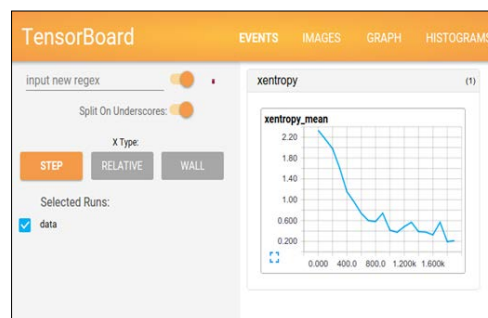 TensorBoard
EVENTS IMAGES GRAPH HISTOGRAMS
input new regex
Split On Underscores:
X Type:
STEP RELATIVE WALL
Selected Runs:
data
xentropy (1)
xentropy_mean
2.20
1.80
1.40
1.00
0.600
0.200
0.000 400.0 800.0 1.200k 1.600k